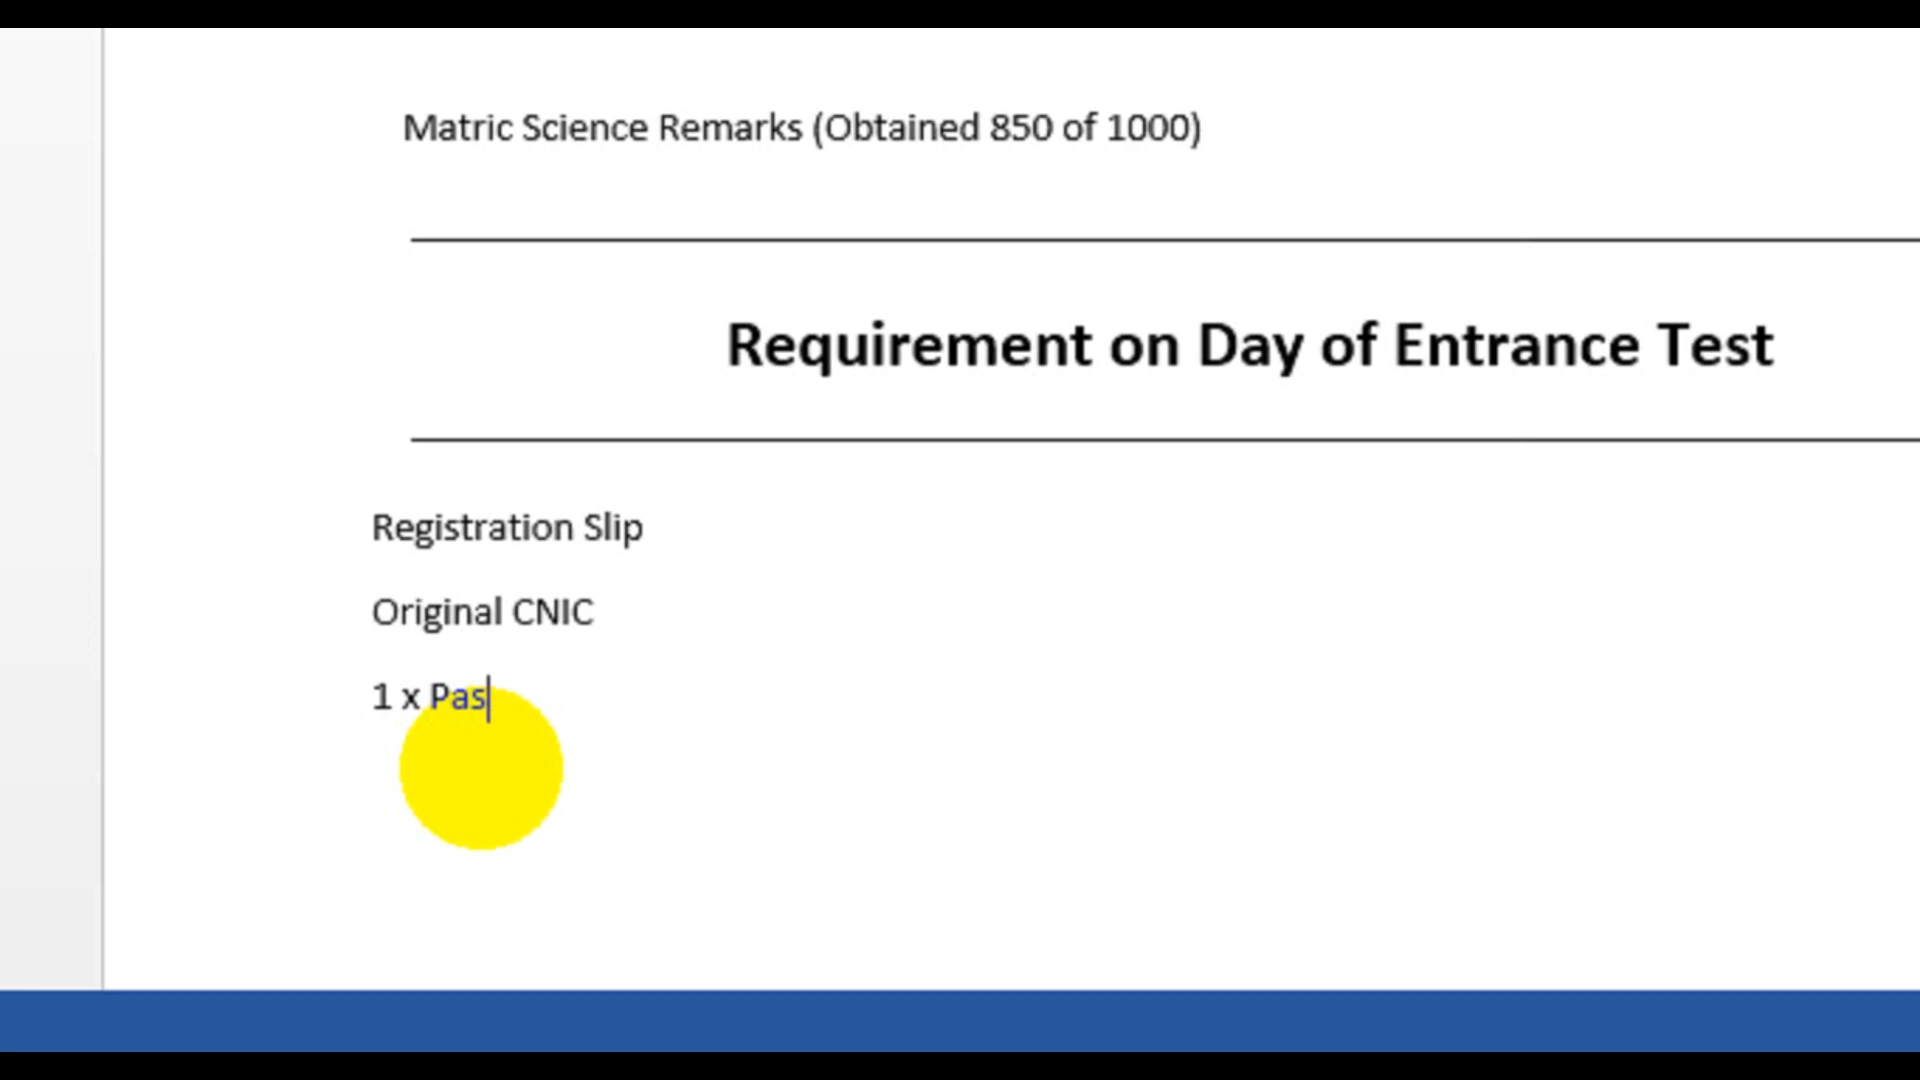 Matric Science Remarks (Obtained 850 of 1000)
Requirement on Day of Entrance Test
Registration Slip
Original CNIC
1 x Pas